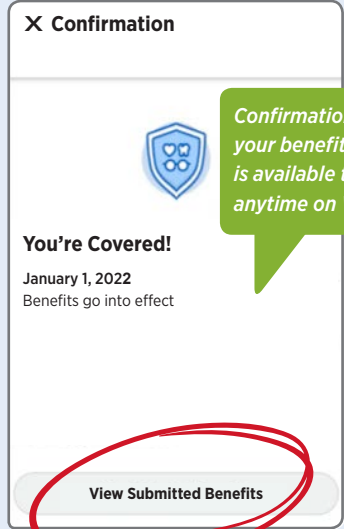 X Confirmation
Confirmation
your benefit
is available
anytime on
You're Covered!
January 1, 2022
Benefits go into effect
View Submitted Benefits